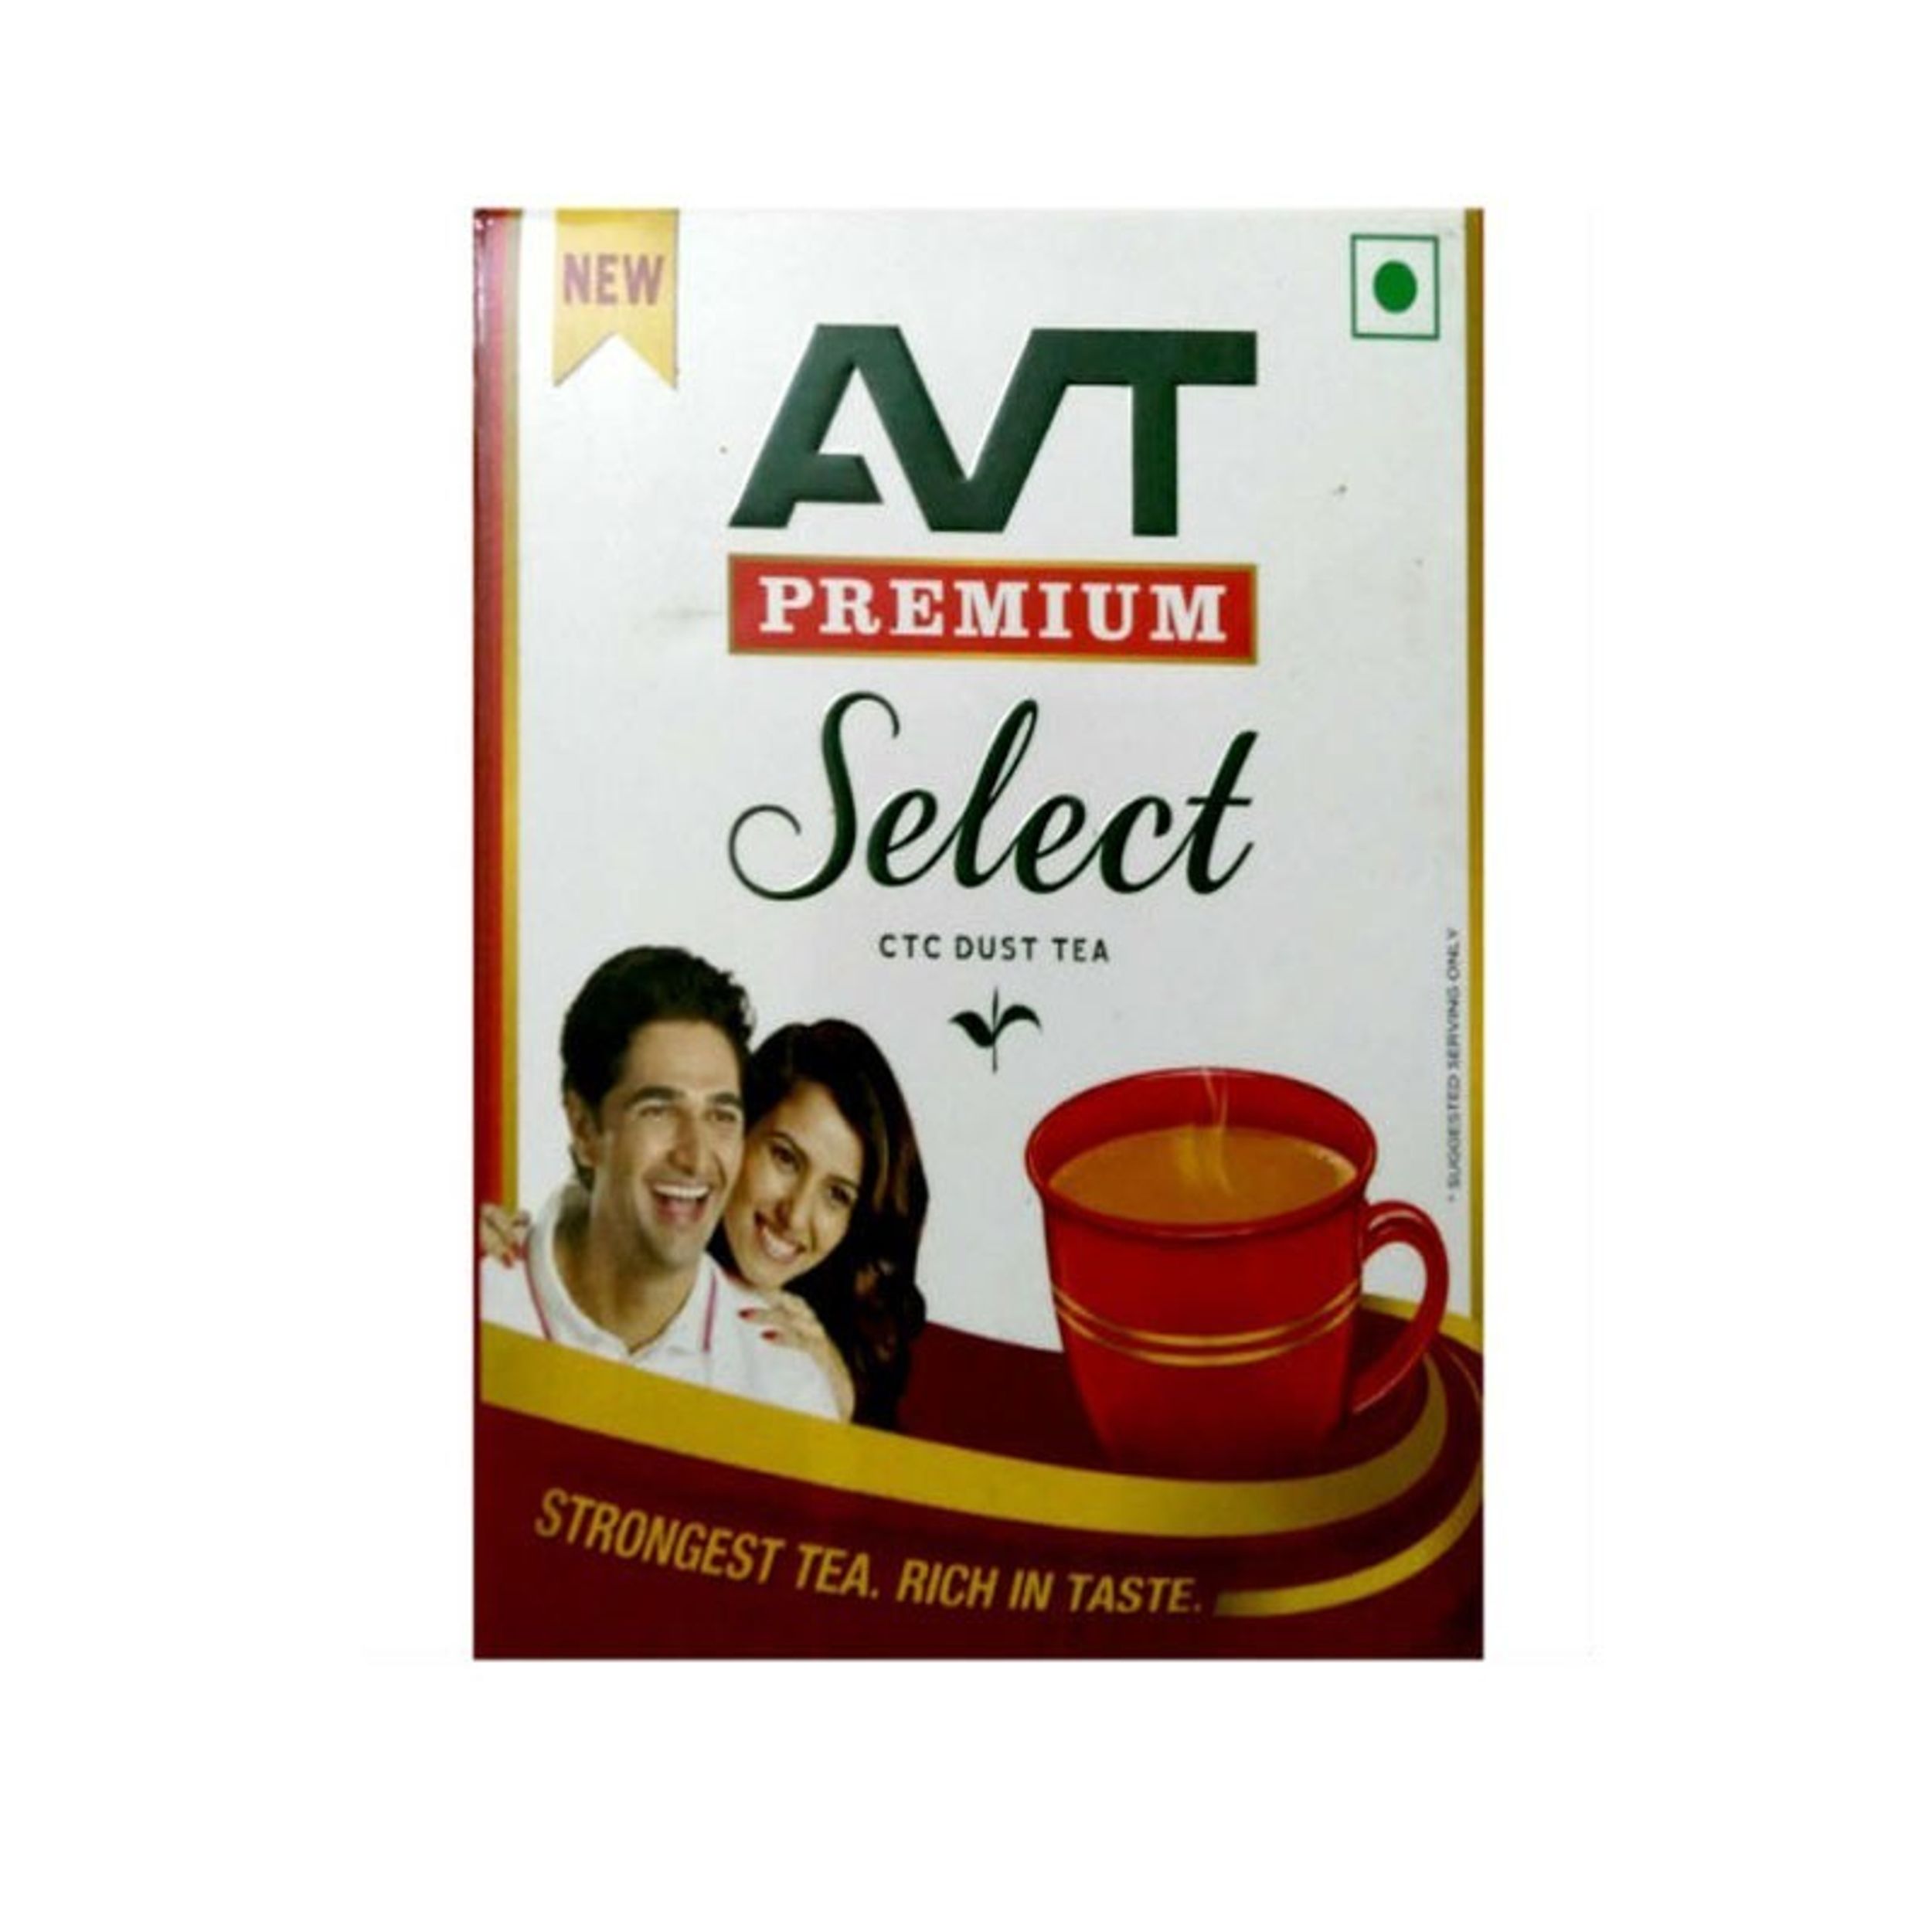 NEW
AVT
PREMIUM
Select
CTC DUST TEA
* SUGGESTED SERVING ONLY
STRONGEST TEA. RICH IN TASTE.